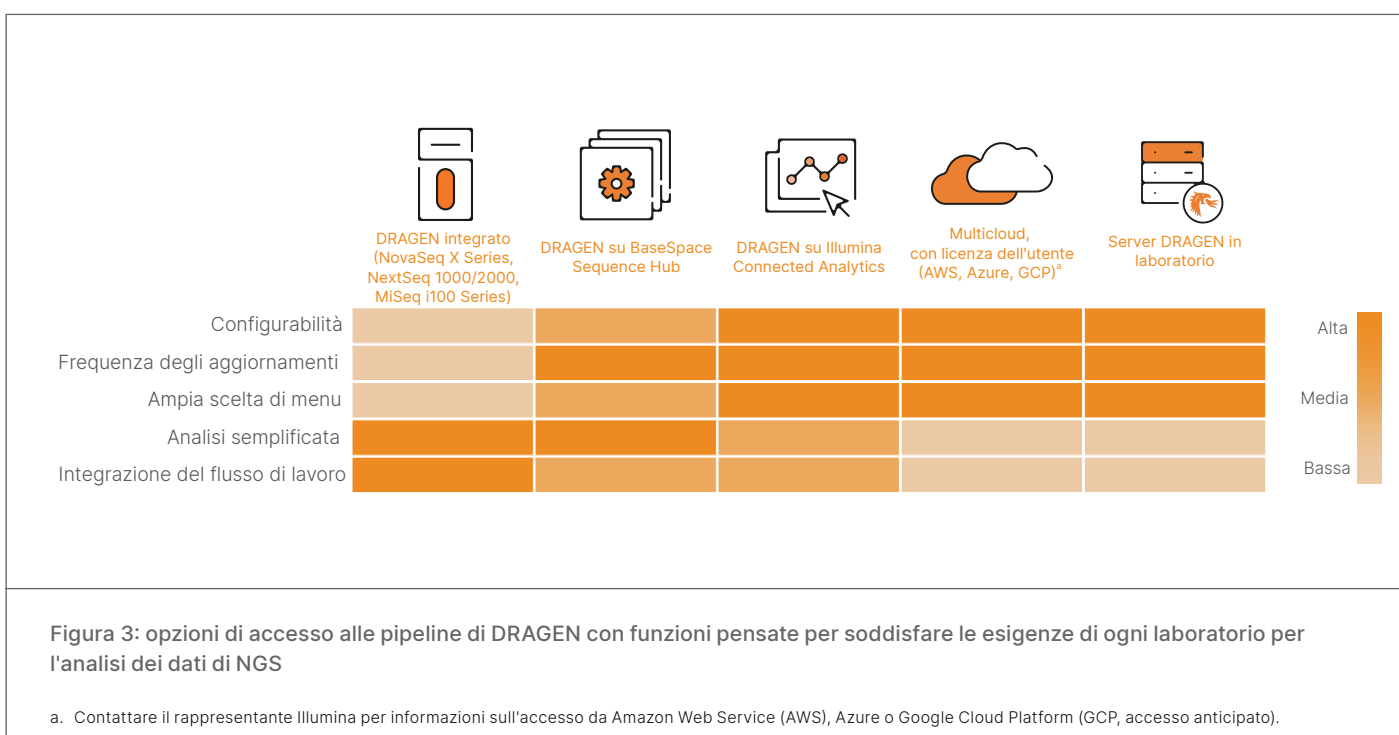 DRAGEN integrato
(NovaSeq X Series,
NextSeq 1000/2000,
MiSeq i100 Series)
DRAGEN su BaseSpace
Sequence Hub
DRAGEN su Illumina
Connected Analytics
Multicloud,
con licenza dell'utente
(AWS, Azure, GCP)ᵃ
Server DRAGEN in
laboratorio
Configurabilità
Frequenza degli aggiornamenti
Ampia scelta di menu
Analisi semplificata
Integrazione del flusso di lavoro
Alta
Media
Bassa
Figura 3: opzioni di accesso alle pipeline di DRAGEN con funzioni pensate per soddisfare le esigenze di ogni laboratorio per
l'analisi dei dati di NGS
a. Contattare il rappresentante Illumina per informazioni sull'accesso da Amazon Web Service (AWS), Azure o Google Cloud Platform (GCP, accesso anticipato).